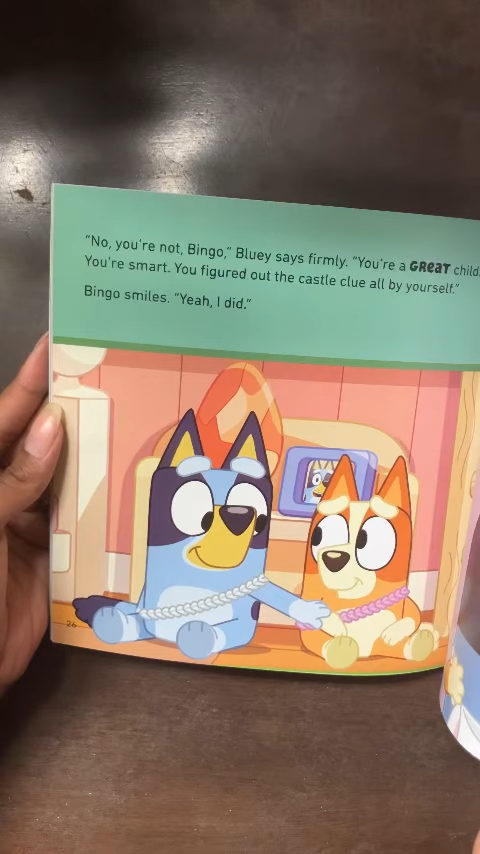 “No, you’re not, Bingo,” Bluey says firmly. “You’re a GREAT child.
You’re smart. You figured out the castle clue all by yourself.”
Bingo smiles. “Yeah, I did.”
26